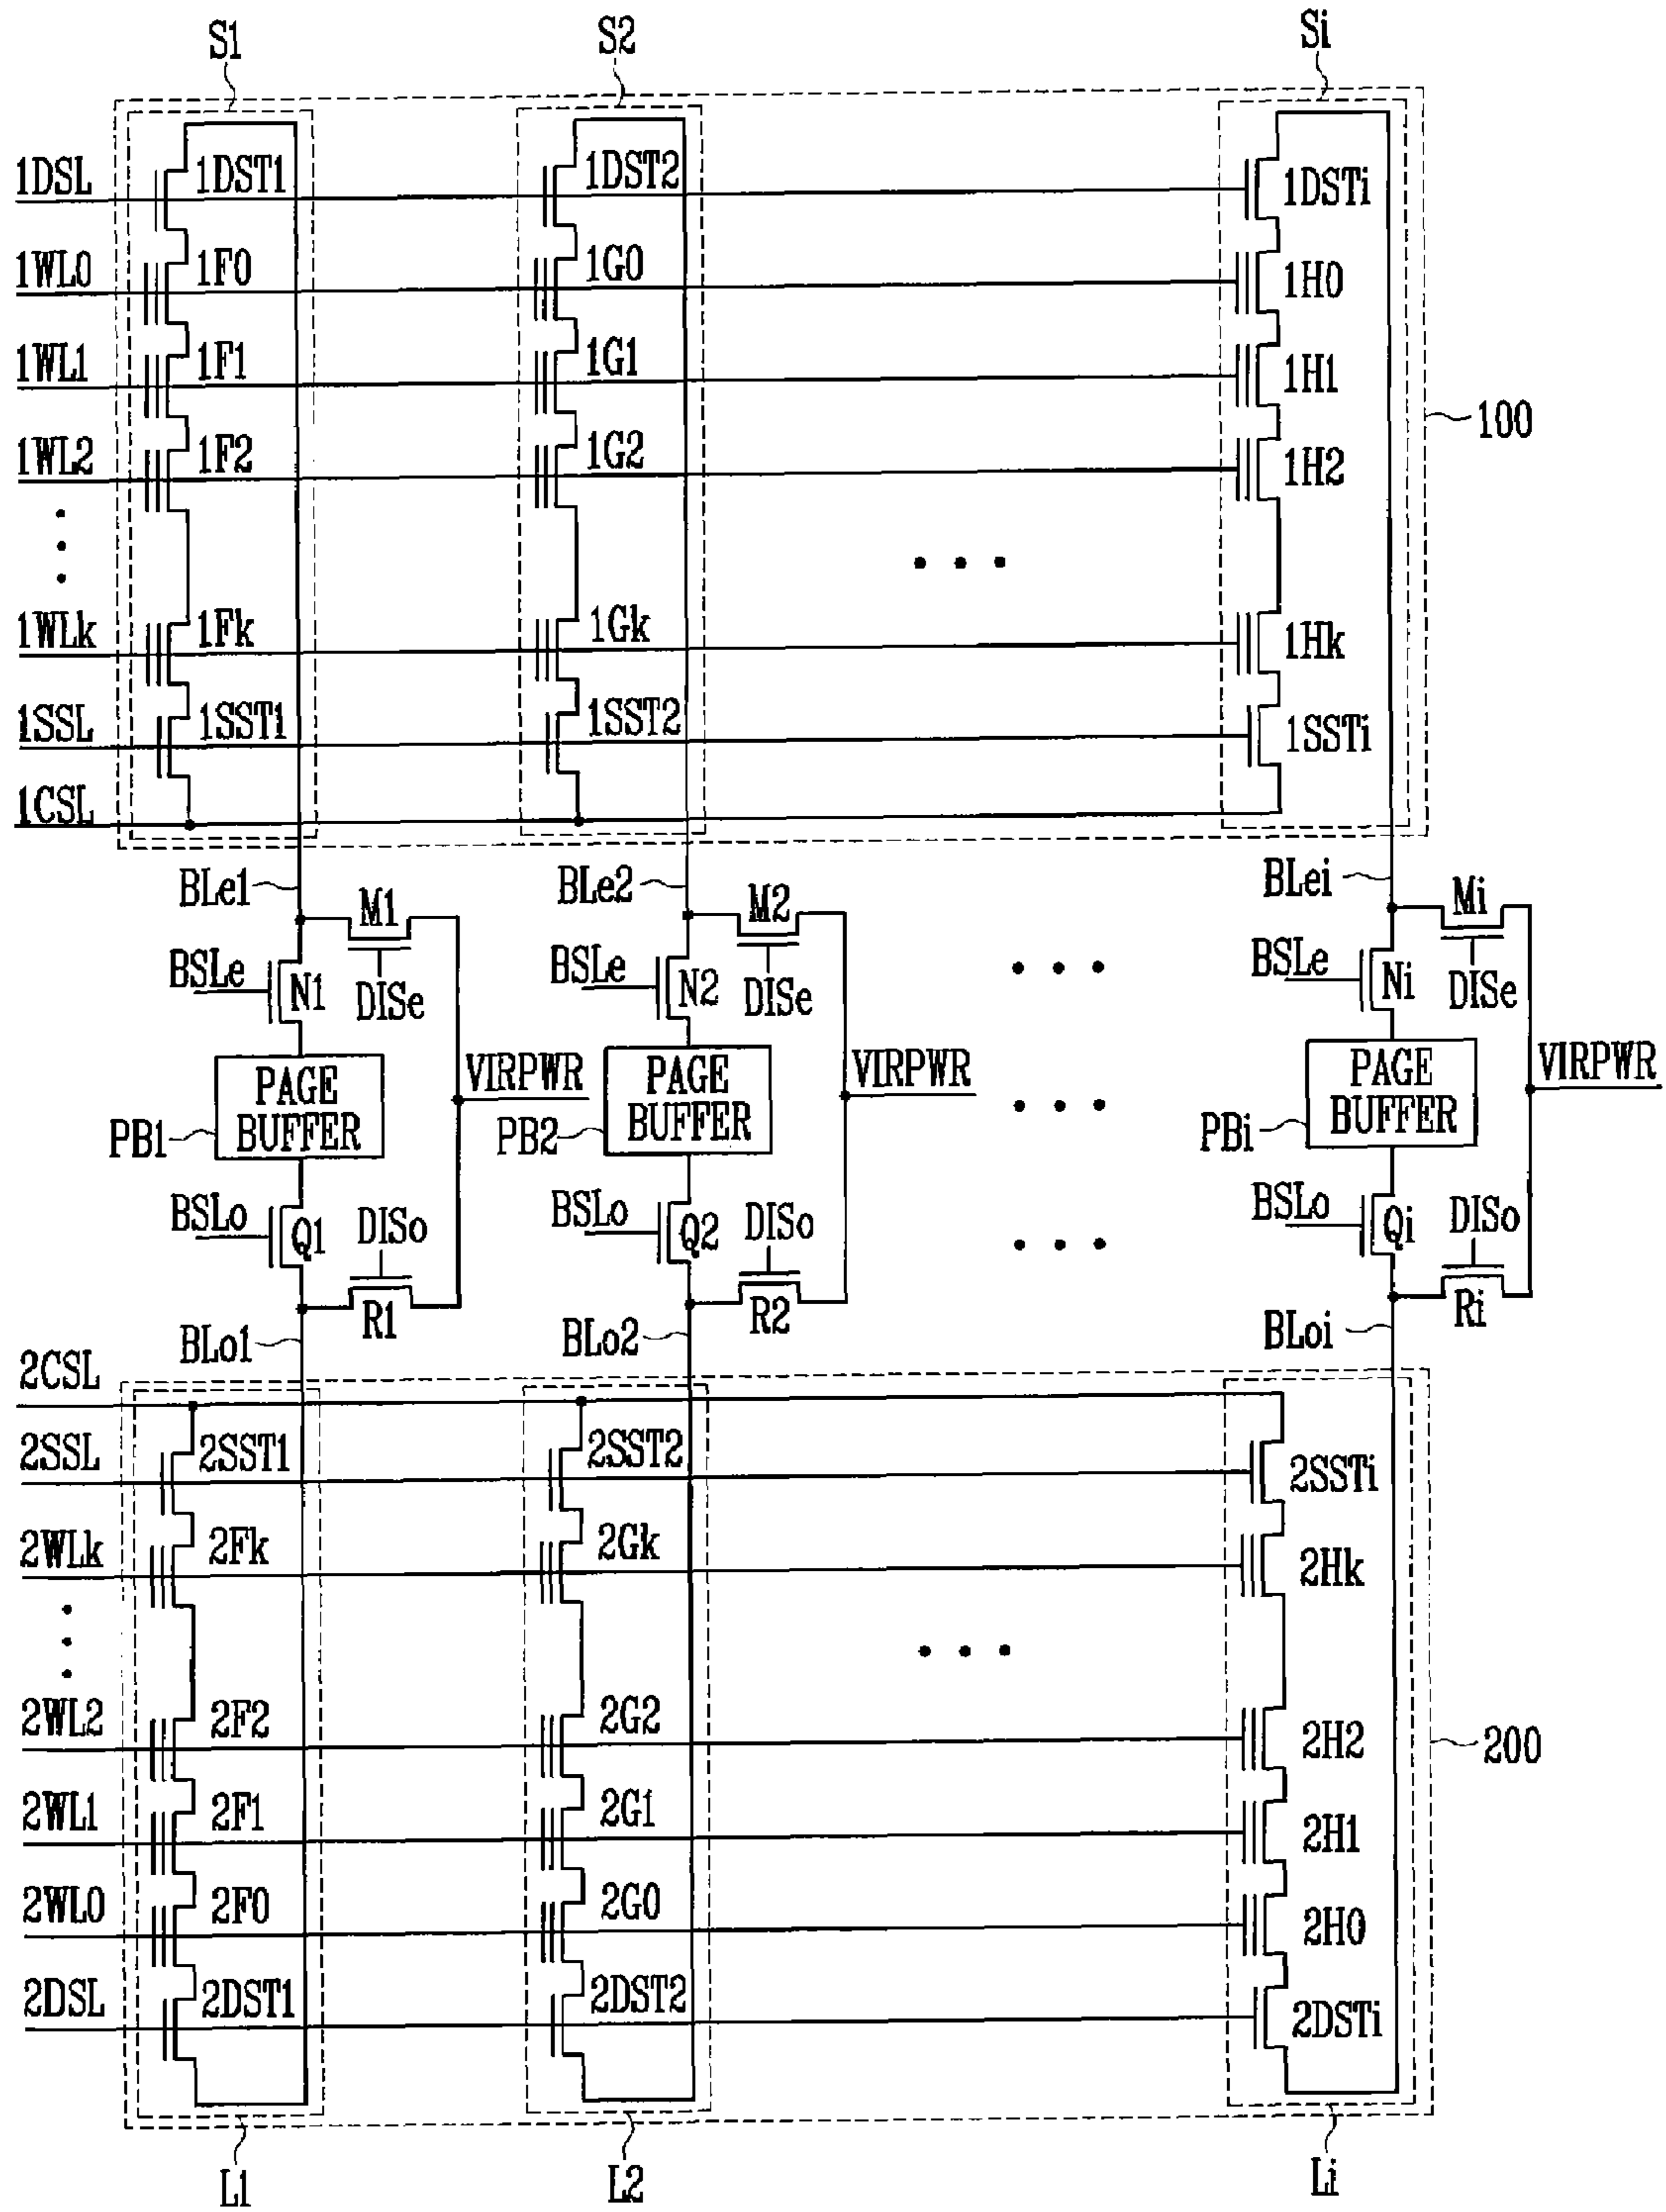 S1 S2 Si
1DSL 1DST1 1DST2 1DSTi
1WL0 1F0 1G0 1H0
1WL1 1F1 1G1 1H1
100
1WL2 1F2 1G2 1H2
1WLk 1Fk 1Gk 1Hk
1SSL 1SST1 1SST2 1SSTi
1CSL
BLe1 M1 BLe2 M2 BLei Mi
BSLe N1 DISe BSLe N2 DISe BSLe Ni DISe
PAGE BUFFER VIRPWR PAGE BUFFER VIRPWR PAGE BUFFER VIRPWR
PB1 PB2 PBi
BSLo Q1 DISo BSLo Q2 DISo BSLo Qi DISo
R1 R2 Ri
BLo1 BLo2 BLoi
2CSL
2SSL 2SST1 2SST2 2SSTi
2WLk 2Fk 2Gk 2Hk
2WL2 2F2 2G2 2H2
200
2WL1 2F1 2G1 2H1
2WL0 2F0 2G0 2H0
2DSL 2DST1 2DST2 2DSTi
L1 L2 Li